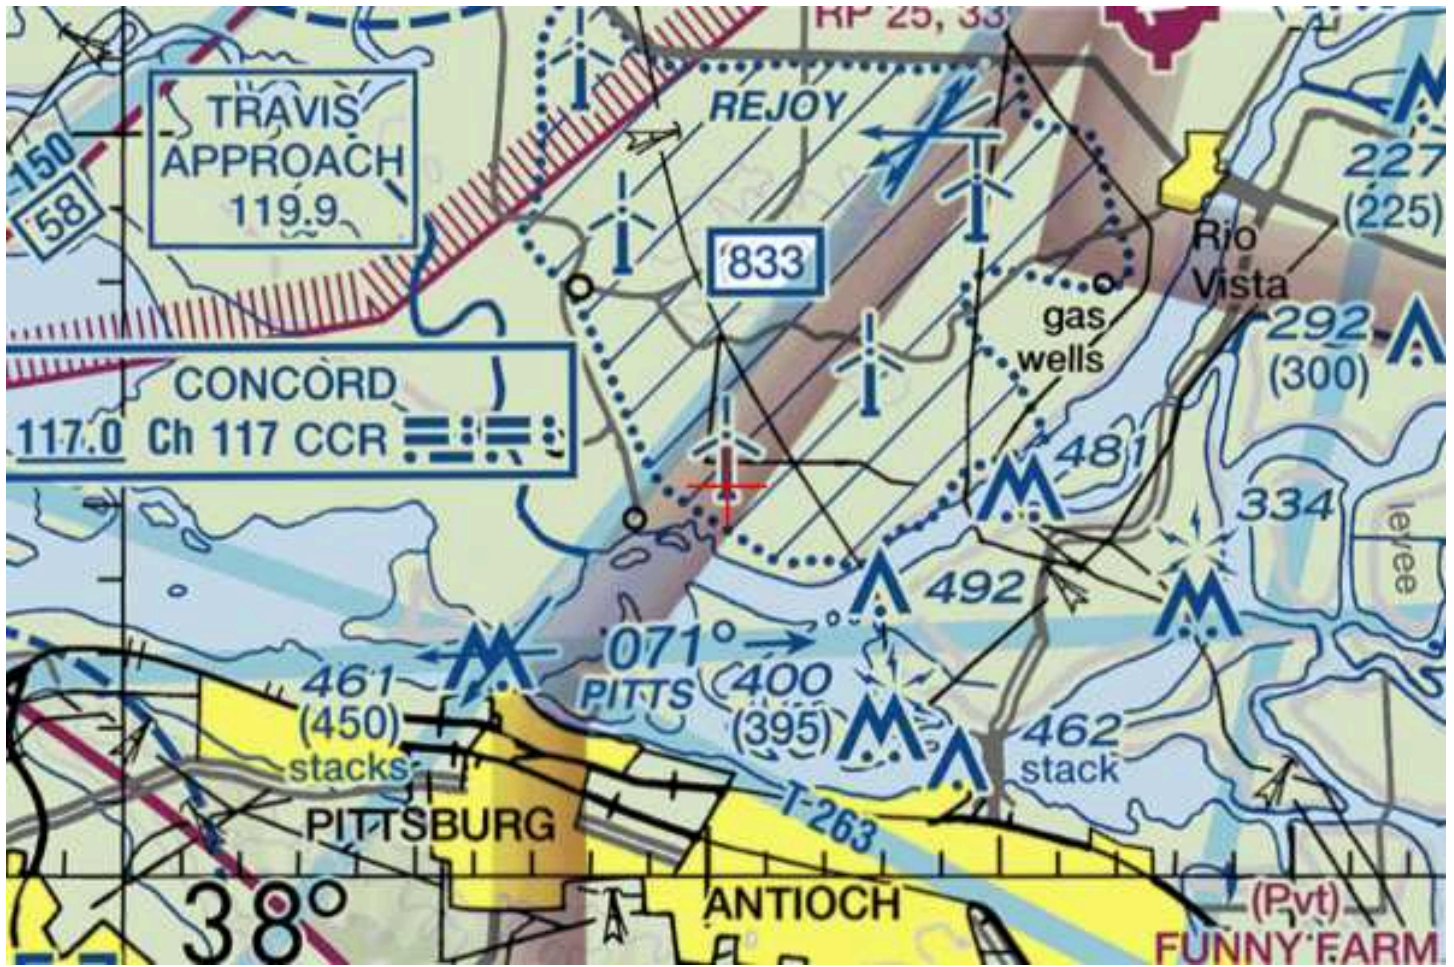 RP 25, 33
TRAVIS
APPROACH
119.9
REJOY
-150
58
227
(225)
833
Rio
Vista
gas
wells
292
(300)
CONCORD
117.0 Ch 117 CCR
481
334
levee
492
071°
PITTS
461
(450)
stacks
400
(395)
462
stack
PITTSBURG
T-263
38°
ANTIOCH
(Pvt)
FUNNY FARM